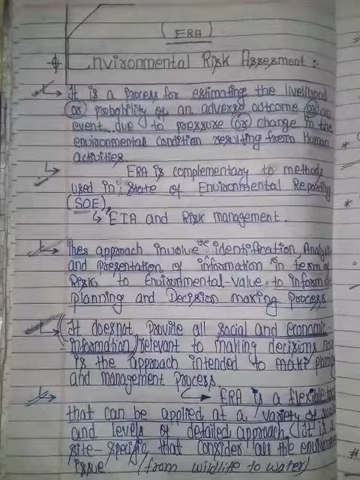 (ERA)
Environmental Risk Assessment :-
It is a process for estimating the livelihood
(or) probability of an adverse outcome (or) an
event due to pressure (or) change in the
environmental condition resulting from Human
activities.
ERA is complementary to methods
used in State of Environmental Reporting
(SOE)
EIA and Risk management.
This approach involve the identification Analysis
and presentation of information in term of
Risk to Environmental-value to inform
planning and Decision making Process
It does not provide all social and economic
information relevant to making decisions
is the approach intended to make
and management Process
ERA is a flexible
that can be applied at a variety of
and levels of detailed approach. It is a
site-specific that consider all the
issue (from wildlife to water)